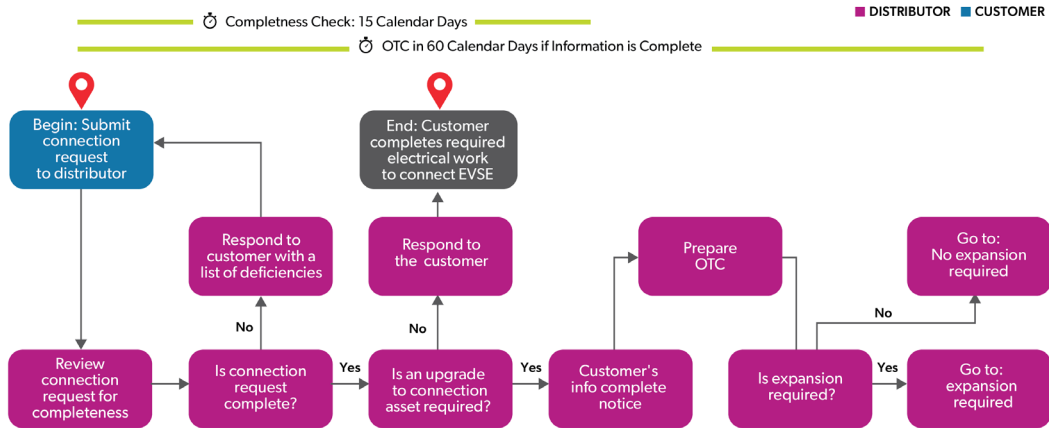 Completness Check: 15 Calendar Days
DISTRIBUTOR
CUSTOMER
OTC in 60 Calendar Days if Information is Complete
Begin: Submit
connection
request
to distributor
End: Customer
completes required
electrical work
to connect EVSE
Respond to
customer with a
list of deficiencies
Respond to
the customer
Prepare
OTC
Go to:
No expansion
required
No
No
No
Review
connection
request for
completeness
Is connection
request
complete?
Yes
Is an upgrade
to connection
asset required?
Yes
Customer's
info complete
notice
Is expansion
required?
Yes
Go to:
expansion
required